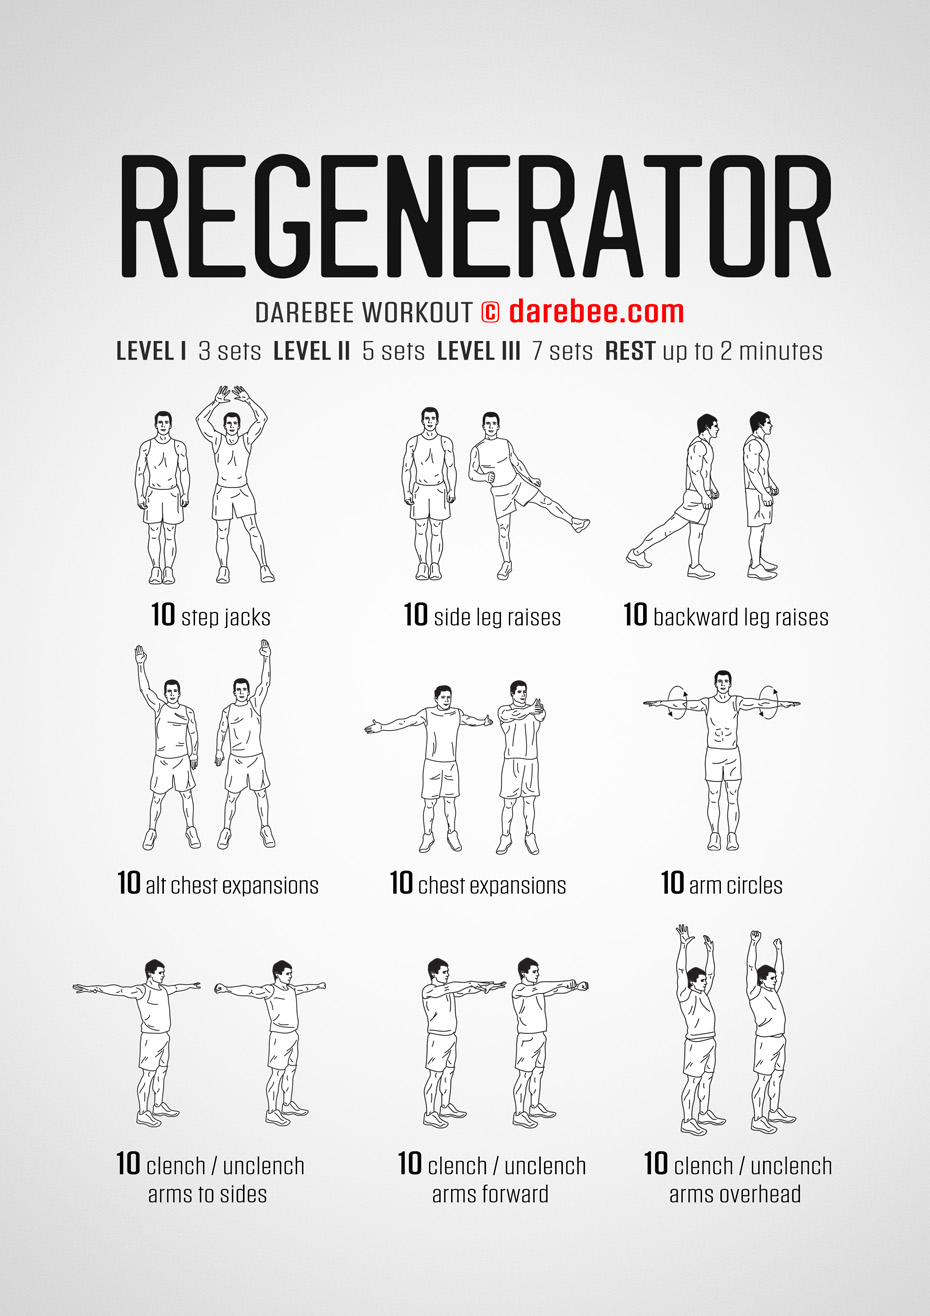 REGENERATOR
DAREBEE WORKOUT © darebee.com
LEVEL I 3 sets LEVEL II 5 sets LEVEL III 7 sets REST up to 2 minutes
10 step jacks
10 side leg raises
10 backward leg raises
10 alt chest expansions
10 chest expansions
10 arm circles
10 clench / unclench
arms to sides
10 clench / unclench
arms forward
10 clench / unclench
arms overhead